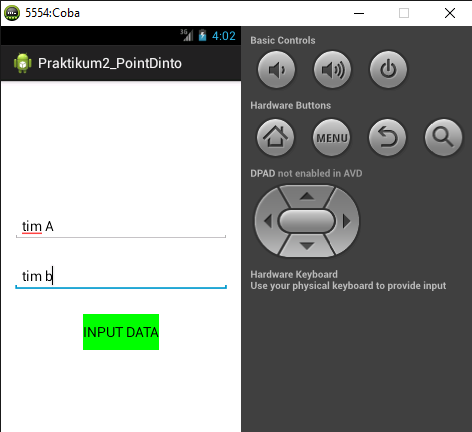 5554:Coba
3G
4:02
Praktikum2_PointDinto
tim A
tim b
INPUT DATA
Basic Controls
Hardware Buttons
MENU
DPAD not enabled in AVD
Hardware Keyboard
Use your physical keyboard to provide input